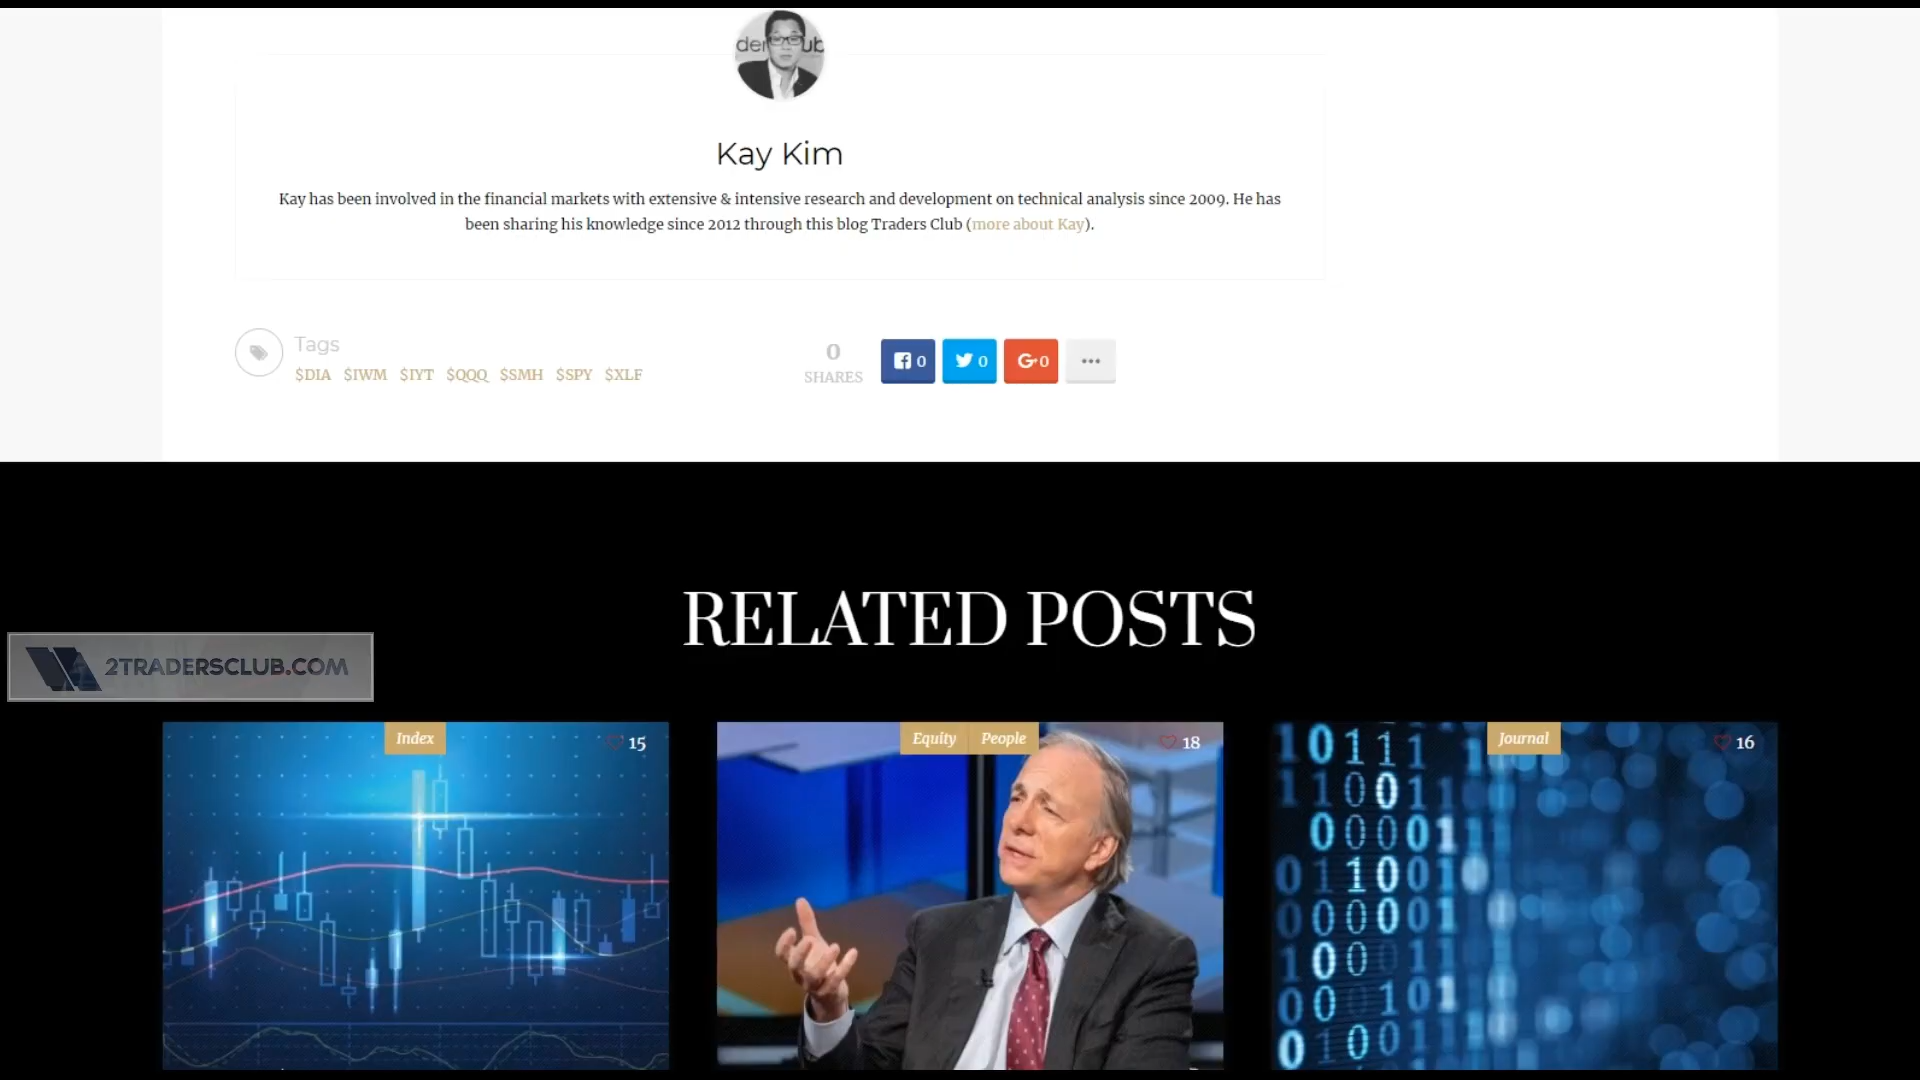 der ub
Kay Kim
Kay has been involved in the financial markets with extensive & intensive research and development on technical analysis since 2009. He has
been sharing his knowledge since 2012 through this blog Traders Club (more about Kay).
Tags
$DIA $IWM $IYT $QQQ $SMH $SPY $XLF
0
SHARES
0
0
G+0
RELATED POSTS
2TRADERSCLUB.COM
Index
15
Equity People
18
Journal
16